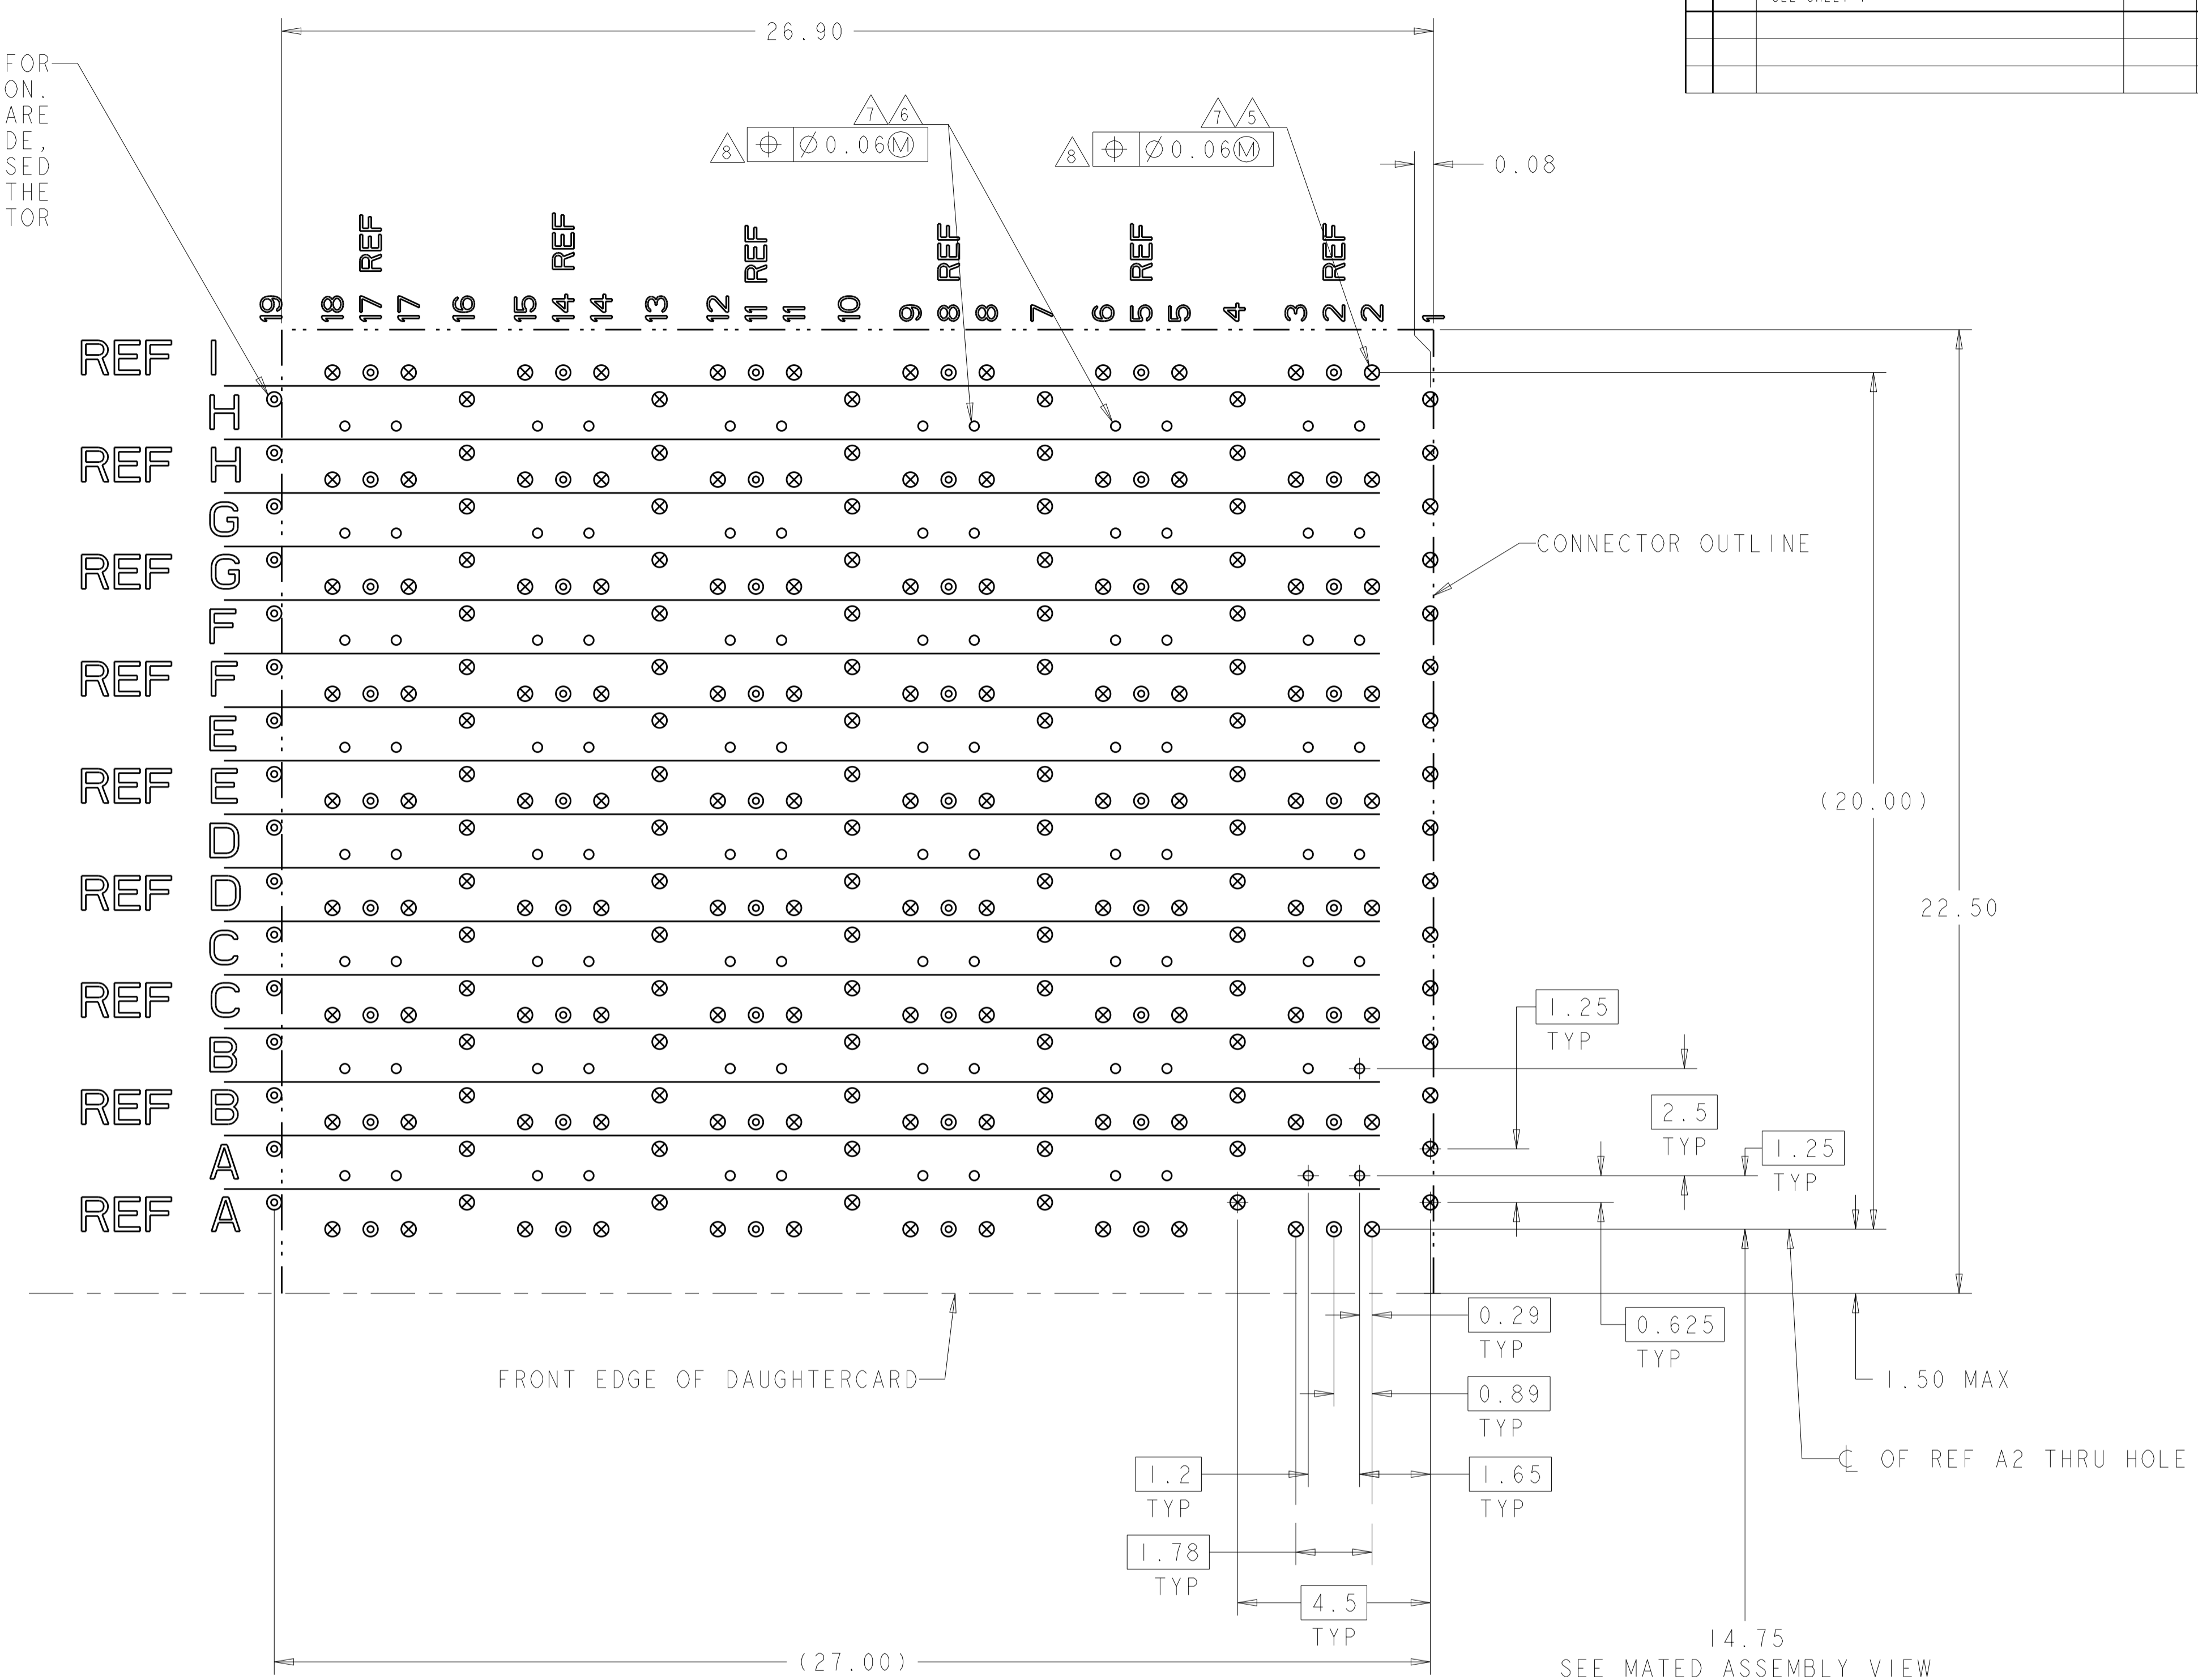 26.90
FOR
ON.
ARE
DE,
SED
THE
TOR
7 6
8 ⌖ Ø0.06Ⓜ
7 5
8 ⌖ Ø0.06Ⓜ
0.08
REF REF REF REF REF REF
19 18 17 17 16 15 14 14 13 12 11 11 10 9 8 8 7 6 5 5 4 3 2 2 1
REF I
H
REF H
G
REF G
CONNECTOR OUTLINE
F
REF F
E
REF E
(20.00)
D
REF D
22.50
C
REF C
1.25
TYP
B
REF B
2.5
TYP
1.25
TYP
A
REF A
0.29
TYP
0.625
TYP
FRONT EDGE OF DAUGHTERCARD
1.50 MAX
0.89
TYP
℄ OF REF A2 THRU HOLE
1.2
TYP
1.65
TYP
1.78
TYP
4.5
TYP
14.75
SEE MATED ASSEMBLY VIEW
(27.00)